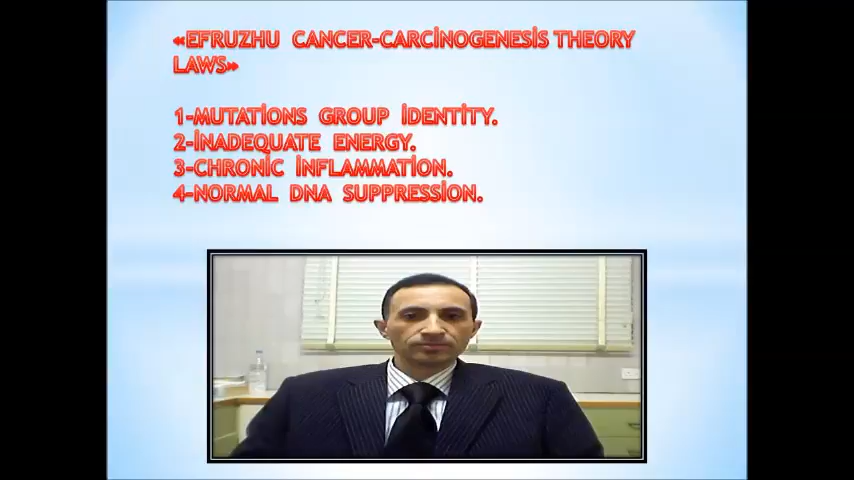 «EFRUZHU CANCER-CARCİNOGENESİS THEORY
LAWS»
1-MUTATİONS GROUP İDENTİTY.
2-İNADEQUATE ENERGY.
3-CHRONİC İNFLAMMATİON.
4-NORMAL DNA SUPPRESSİON.